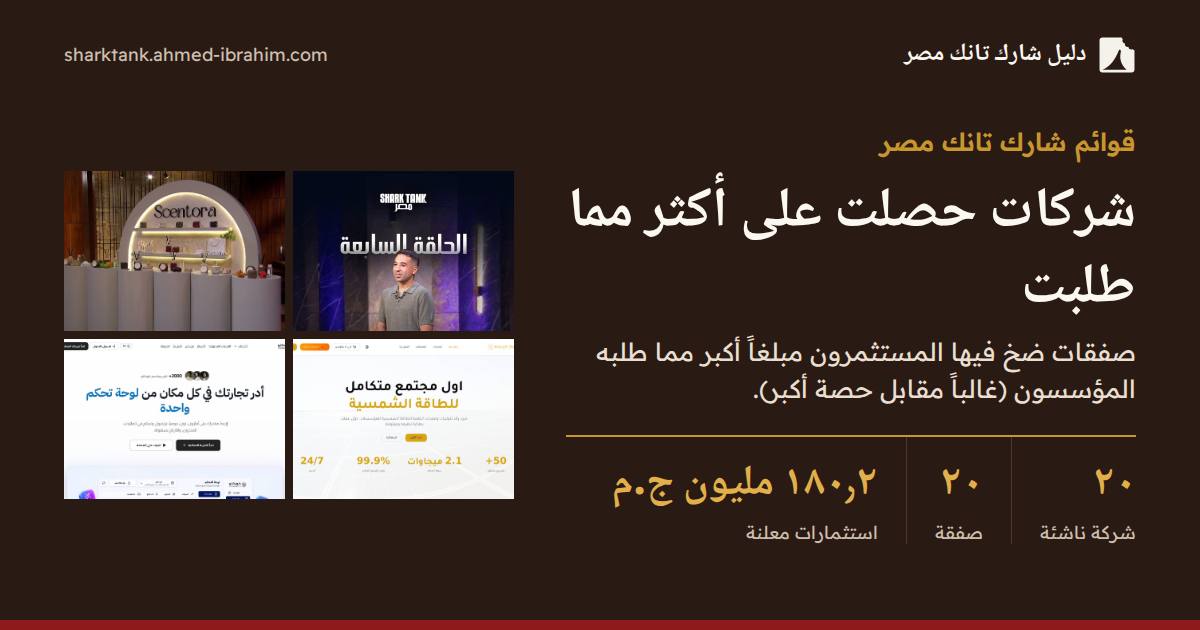 دليل شارك تانك مصر
sharktank.ahmed-ibrahim.com
قوائم شارك تانك مصر
شركات حصلت على أكثر مما
طلبت
صفقات ضخ فيها المستثمرون مبلغاً أكبر مما طلبه
المؤسسون (غالباً مقابل حصة أكبر).
٢٠
شركة ناشئة
٢٠
صفقة
١٨٠٫٢ مليون ج.م
استثمارات معلنة
SHARK TANK
مصر
الحلقة السابعة
Scentora
اول مجتمع متكامل
للطاقة الشمسية
+50
2.1 ميجاوات
99.9%
24/7
أدر تجارتك في كل مكان من لوحة تحكم
واحدة